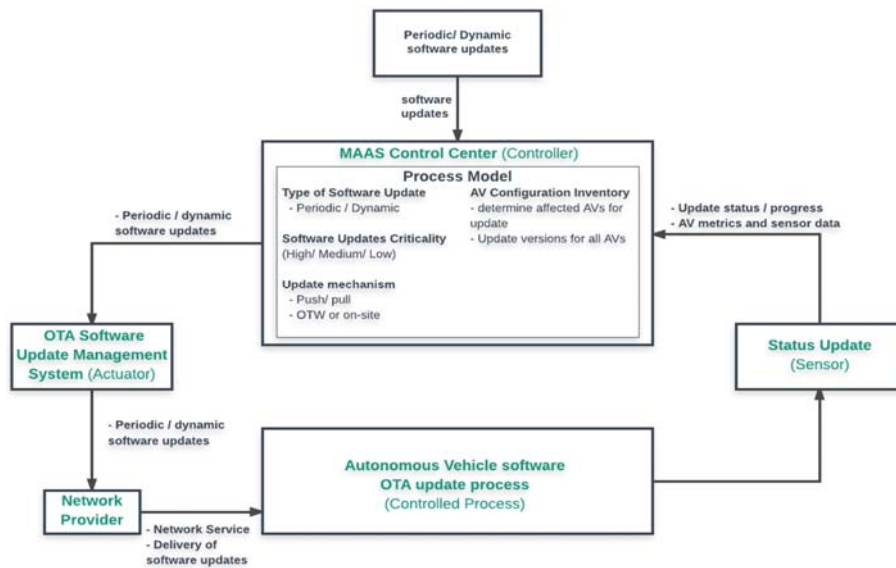 Periodic/ Dynamic
software updates
software
updates
MAAS Control Center (Controller)
Process Model
Type of Software Update
- Periodic / Dynamic
Software Updates Criticality
(High/ Medium/ Low)
Update mechanism
- Push/ pull
- OTW or on-site
AV Configuration Inventory
- determine affected AVs for
update
- Update versions for all AVs
- Periodic / dynamic
software updates
- Update status / progress
- AV metrics and sensor data
OTA Software
Update Management
System (Actuator)
Status Update
(Sensor)
- Periodic / dynamic
software updates
Autonomous Vehicle software
OTA update process
(Controlled Process)
Network
Provider
- Network Service
- Delivery of
software updates